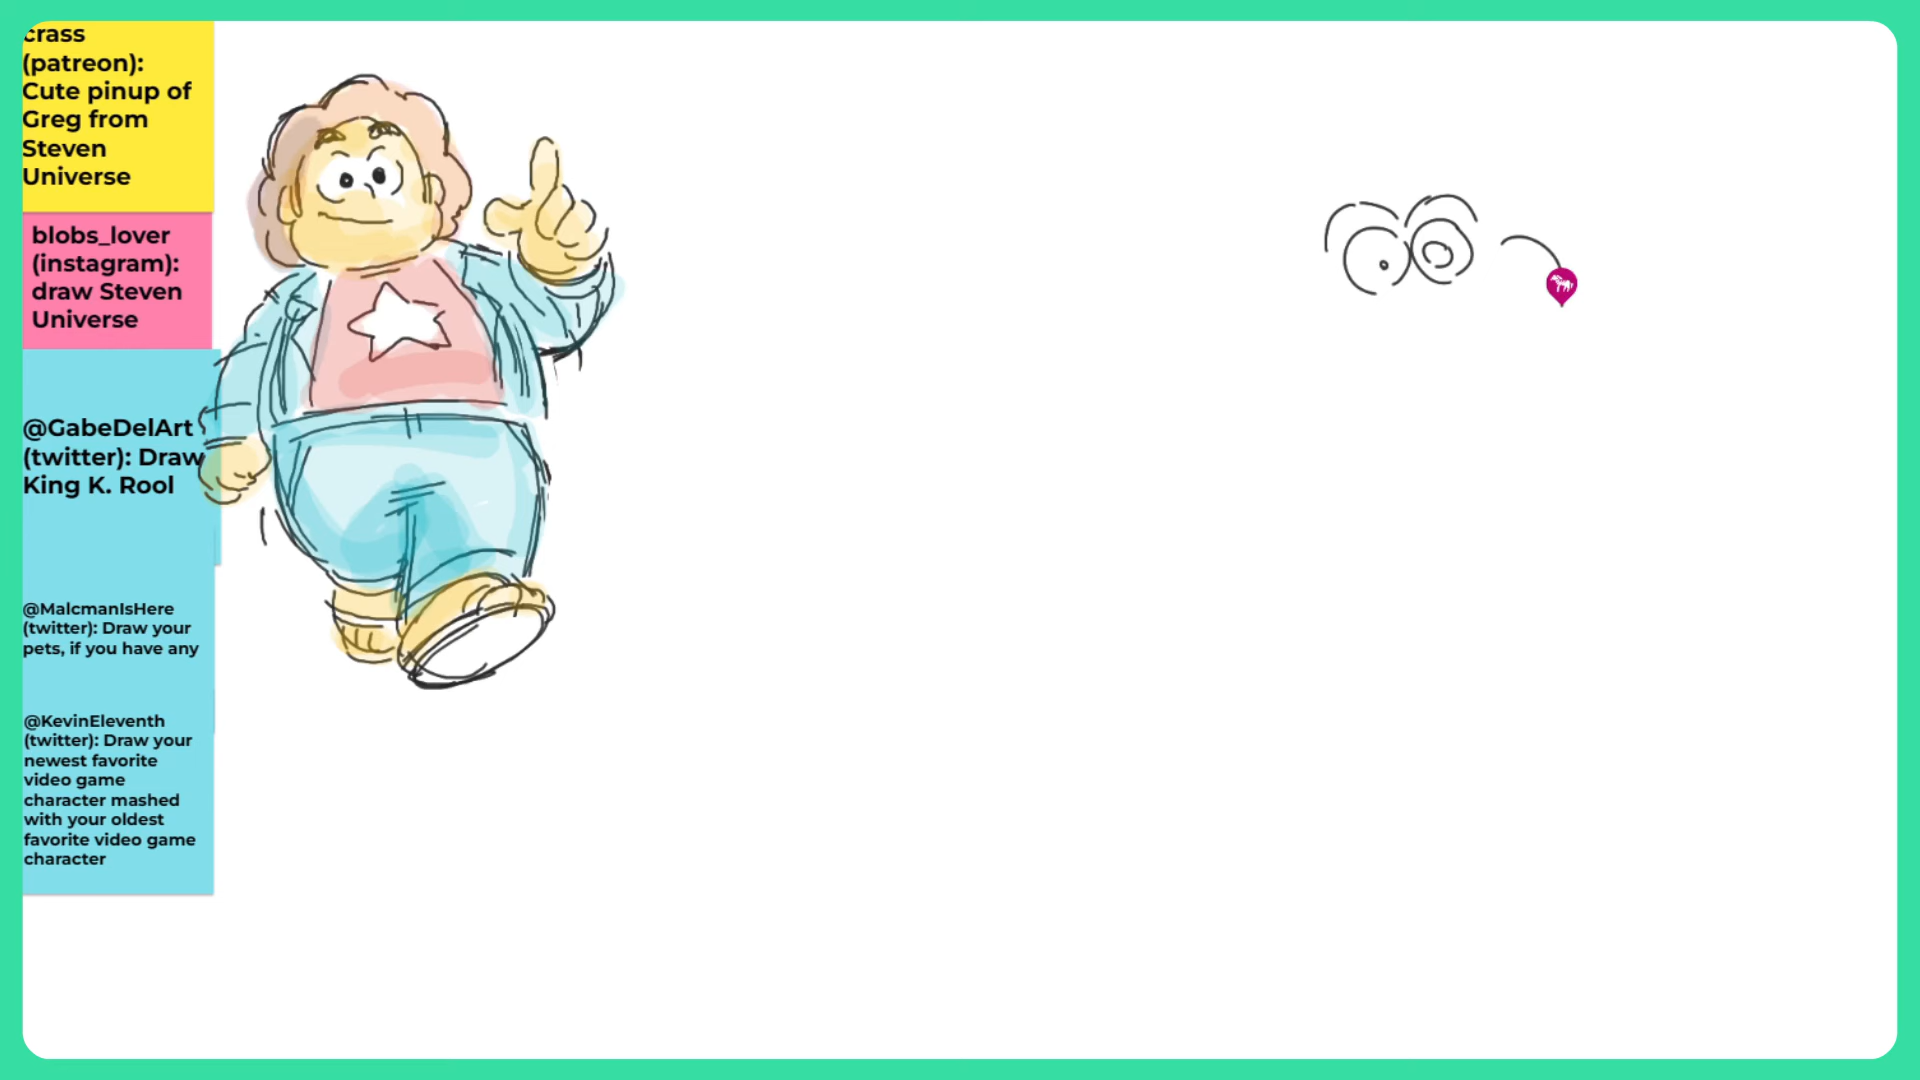 crass
(patreon):
Cute pinup of
Greg from
Steven
Universe
blobs_lover
(instagram):
draw Steven
Universe
@GabeDelArt
(twitter): Draw
King K. Rool
@MalcmanIsHere
(twitter): Draw your
pets, if you have any
@KevinEleventh
(twitter): Draw your
newest favorite
video game
character mashed
with your oldest
favorite video game
character